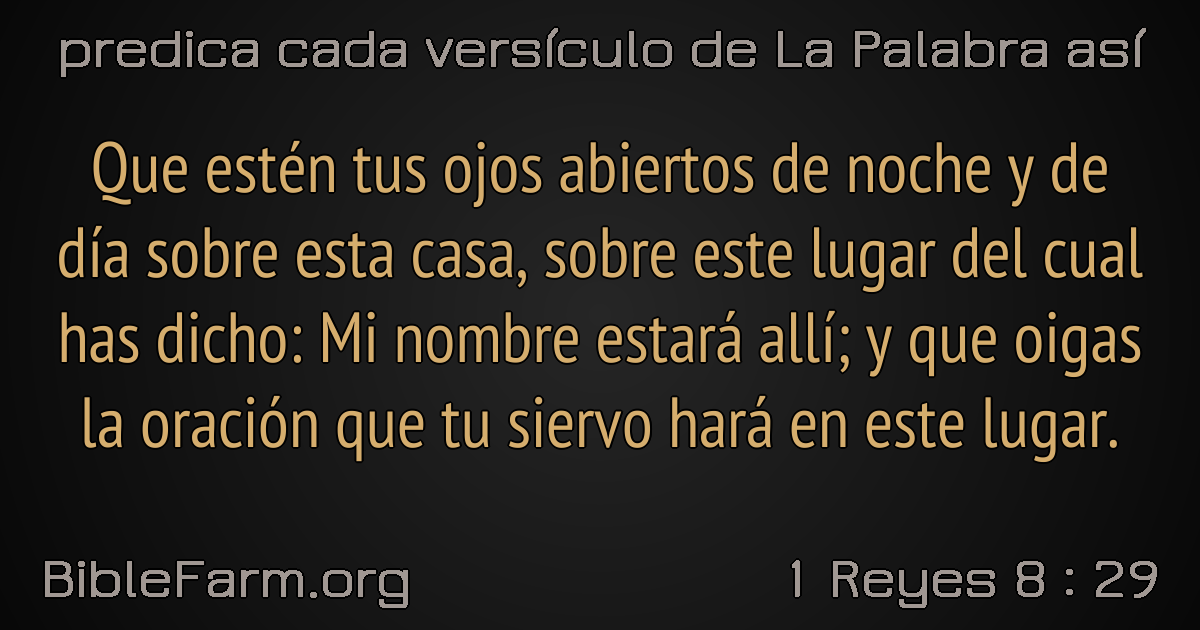 predica cada versículo de La Palabra así
Que estén tus ojos abiertos de noche y de
día sobre esta casa, sobre este lugar del cual
has dicho: Mi nombre estará allí; y que oigas
la oración que tu siervo hará en este lugar.
BibleFarm.org
1 Reyes 8 : 29